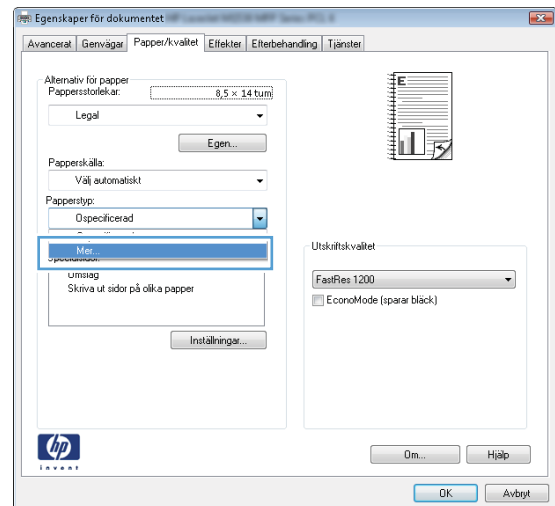 Egenskaper för dokumentet
Avancerat Genvägar Papper/kvalitet Effekter Efterbehandling Tjänster
Alternativ för papper
Pappersstorlekar:
8,5 × 14 tum
Legal
Egen...
Papperskälla:
Välj automatiskt
Papperstyp:
Ospecificerad
Mer...
Specialsidor:
Omslag
Skriva ut sidor på olika papper
Inställningar...
E
Utskriftskvalitet
FastRes 1200
EconoMode (sparar bläck)
hp
invent
Om...
Hjälp
OK
Avbryt